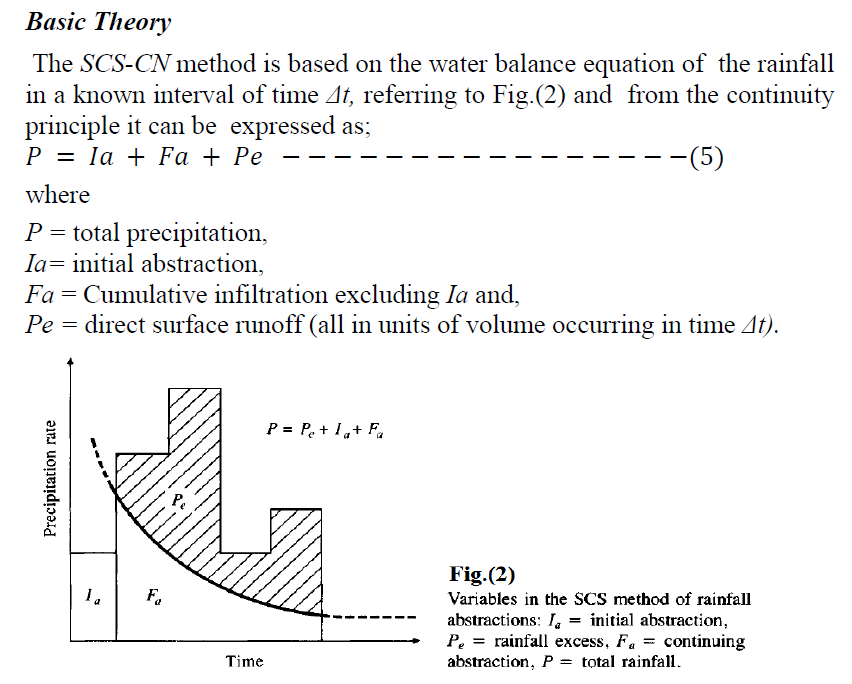 Basic Theory
The SCS-CN method is based on the water balance equation of the rainfall
in a known interval of time Δt, referring to Fig.(2) and from the continuity
principle it can be expressed as;
P = Ia + Fa + Pe − − − − − − − − − − − − − − − − −(5)
where
P = total precipitation,
Ia= initial abstraction,
Fa = Cumulative infiltration excluding Ia and,
Pe = direct surface runoff (all in units of volume occurring in time Δt).
P = Pe + Ia + Fa
Precipitation rate
Pe
Ia
Fa
Time
Fig.(2)
Variables in the SCS method of rainfall
abstractions: Ia = initial abstraction,
Pe = rainfall excess, Fa = continuing
abstraction, P = total rainfall.